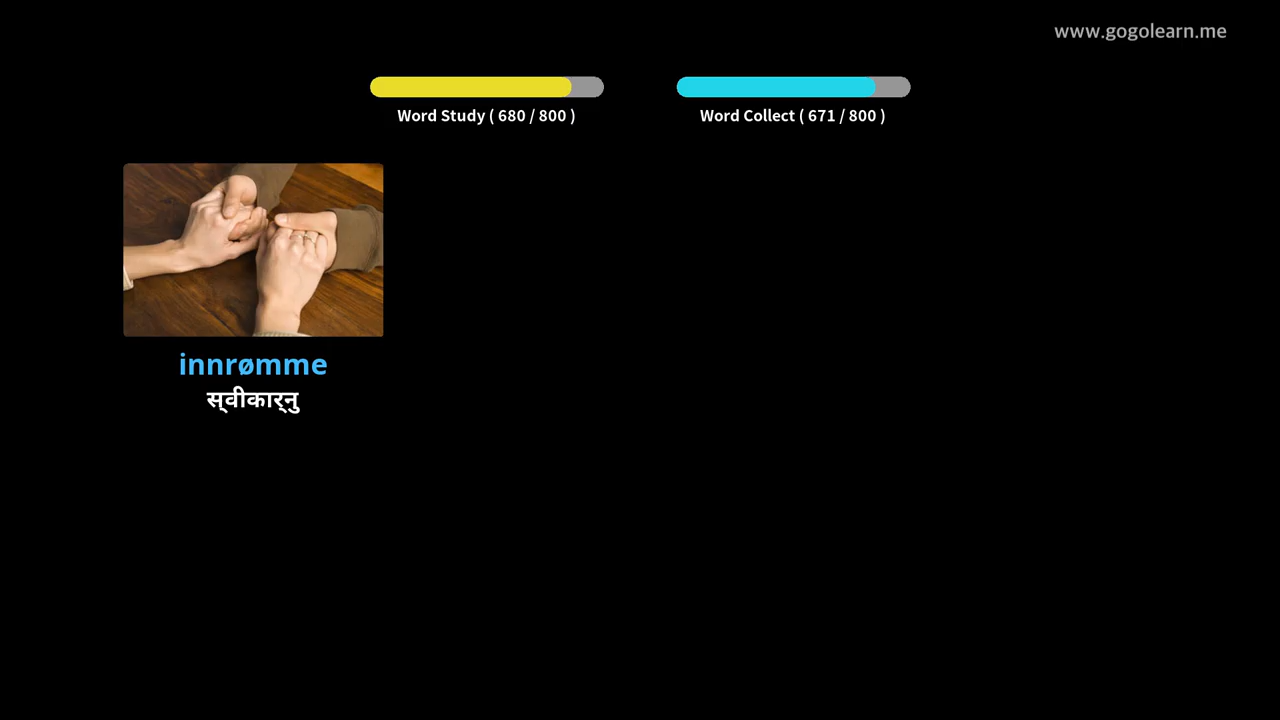 www.gogolearn.me
Word Study ( 680 / 800 )
Word Collect ( 671 / 800 )
innrømme
स्वीकार्नु